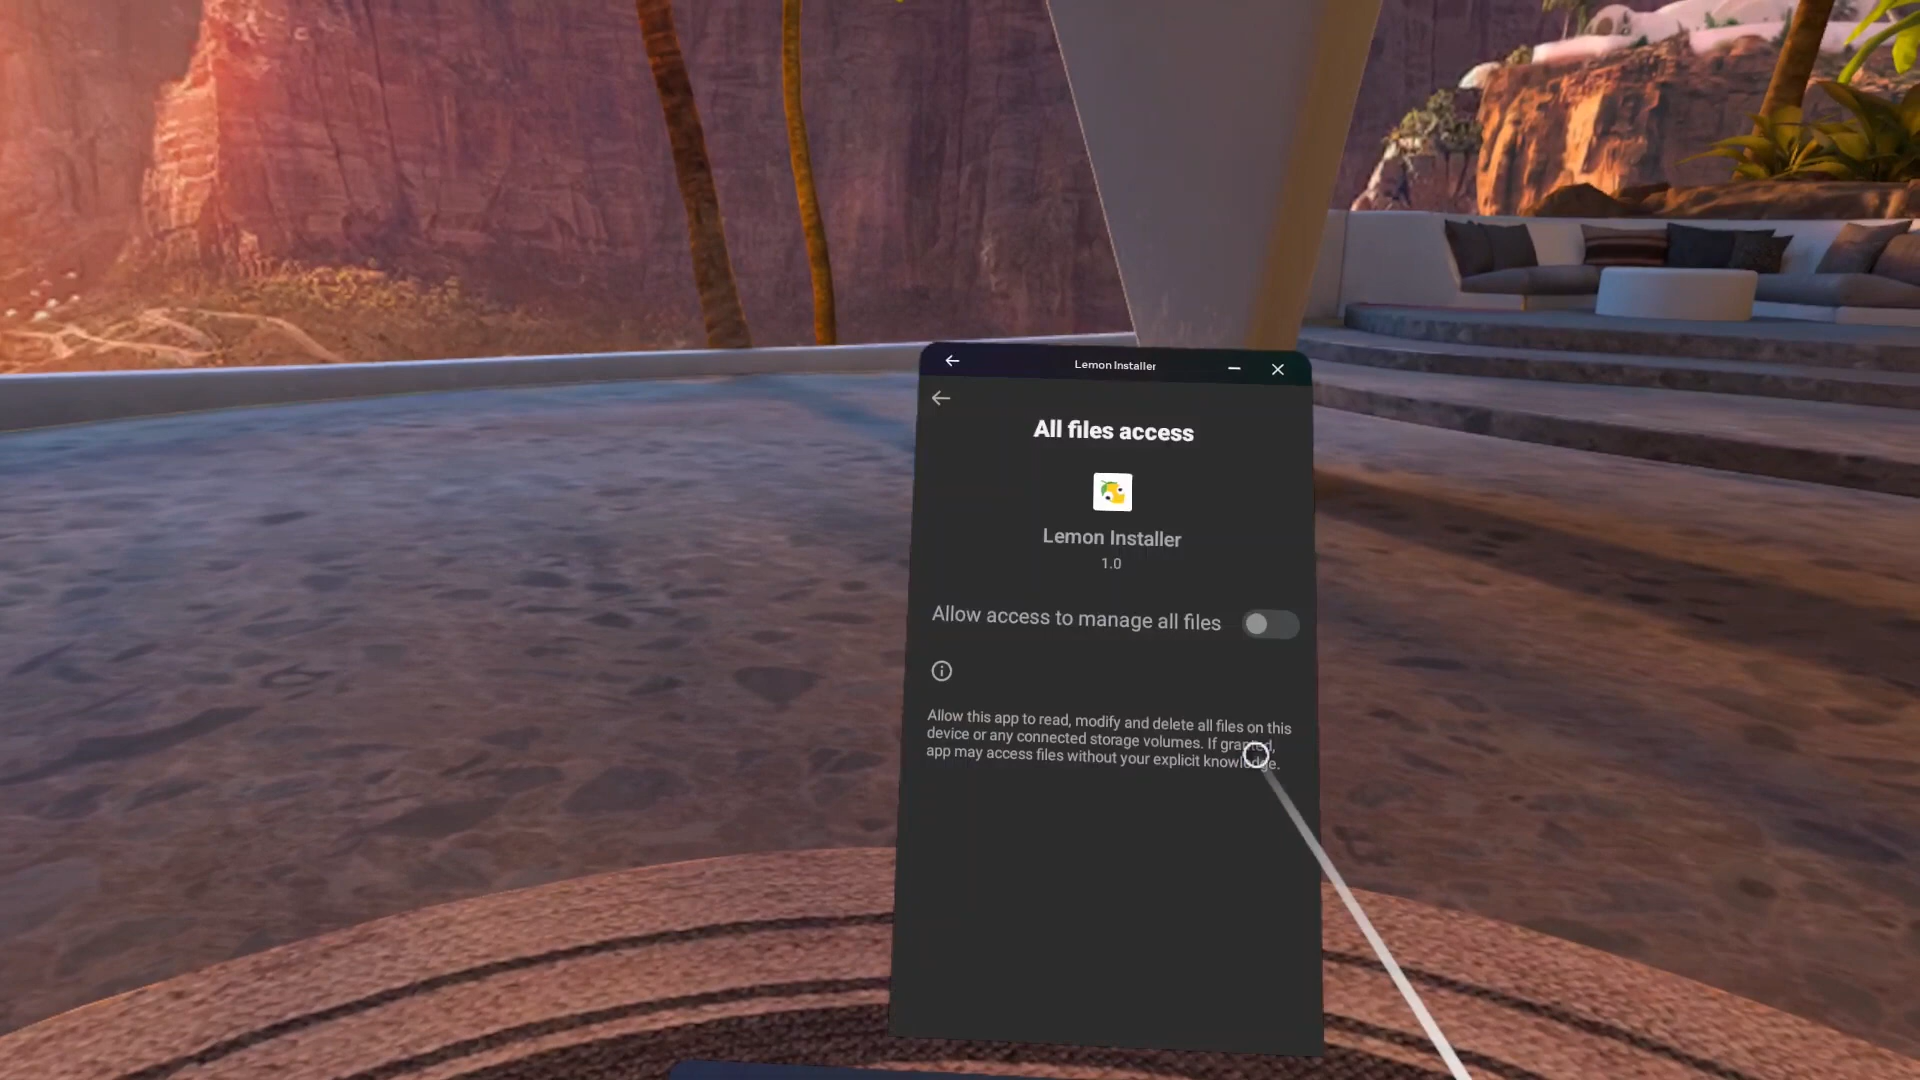 Lemon Installer
All files access
Lemon Installer
1.0
Allow access to manage all files
Allow this app to read, modify and delete all files on this
device or any connected storage volumes. If granted,
app may access files without your explicit knowledge.